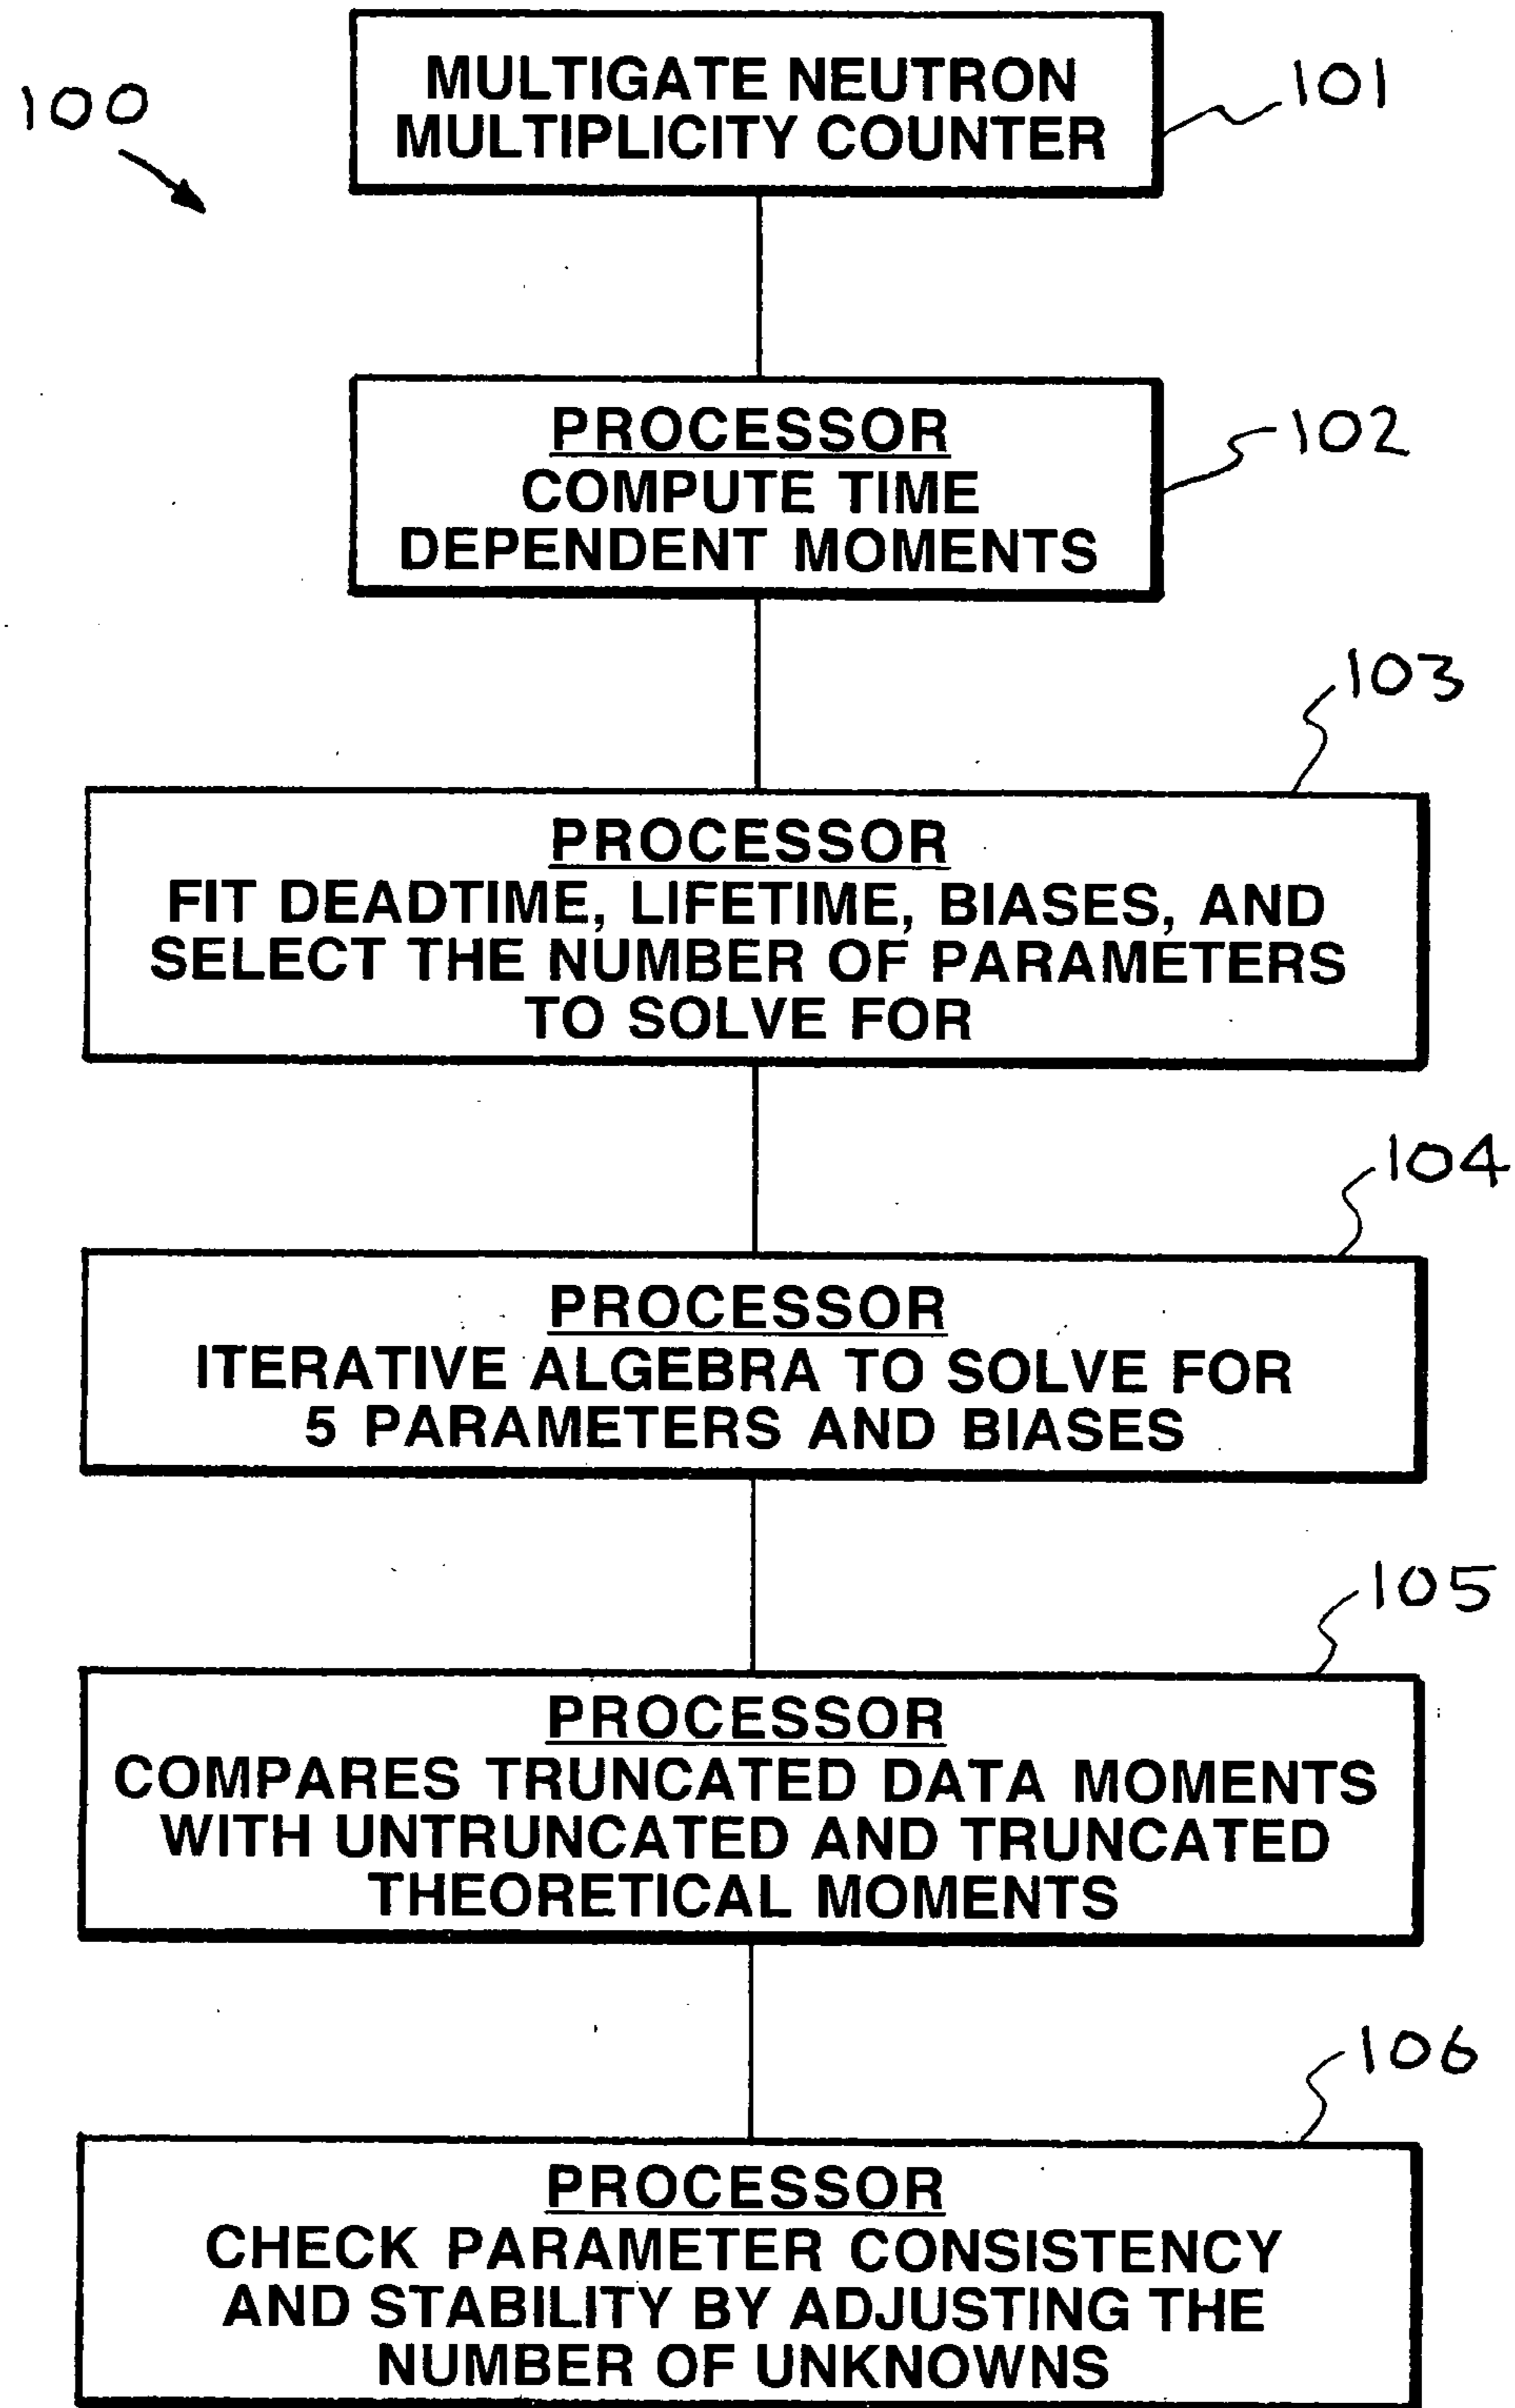 100
MULTIGATE NEUTRON
MULTIPLICITY COUNTER
101
PROCESSOR
COMPUTE TIME
DEPENDENT MOMENTS
102
103
PROCESSOR
FIT DEADTIME, LIFETIME, BIASES, AND
SELECT THE NUMBER OF PARAMETERS
TO SOLVE FOR
104
PROCESSOR
ITERATIVE ALGEBRA TO SOLVE FOR
5 PARAMETERS AND BIASES
105
PROCESSOR
COMPARES TRUNCATED DATA MOMENTS
WITH UNTRUNCATED AND TRUNCATED
THEORETICAL MOMENTS
106
PROCESSOR
CHECK PARAMETER CONSISTENCY
AND STABILITY BY ADJUSTING THE
NUMBER OF UNKNOWNS